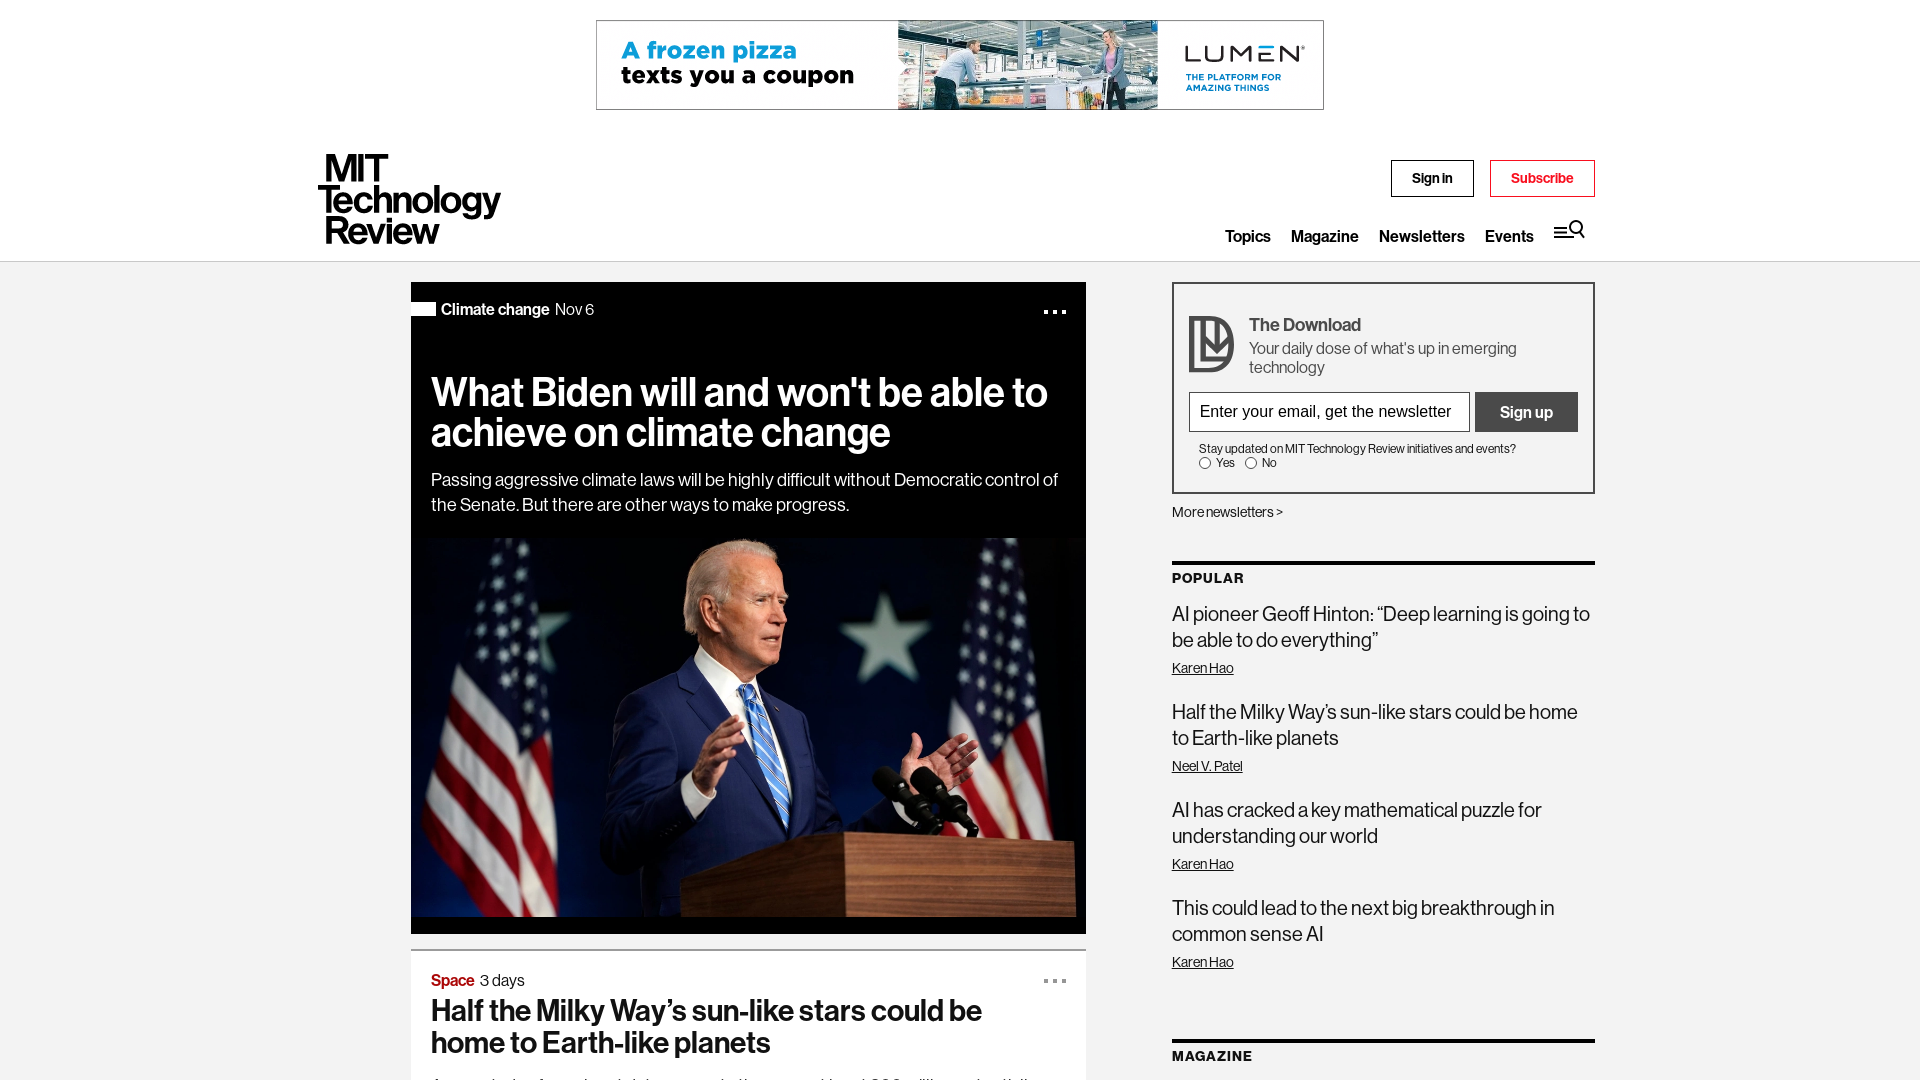 A frozen pizza
texts you a coupon
LUMEN®
THE PLATFORM FOR
AMAZING THINGS
MIT
Technology
Review
Sign in
Subscribe
Topics
Magazine
Newsletters
Events
Climate change Nov 6
What Biden will and won't be able to
achieve on climate change
Passing aggressive climate laws will be highly difficult without Democratic control of
the Senate. But there are other ways to make progress.
Space 3 days
Half the Milky Way’s sun-like stars could be
home to Earth-like planets
The Download
Your daily dose of what's up in emerging
technology
Enter your email, get the newsletter
Sign up
Stay updated on MIT Technology Review initiatives and events?
Yes No
More newsletters >
POPULAR
AI pioneer Geoff Hinton: “Deep learning is going to
be able to do everything”
Karen Hao
Half the Milky Way’s sun-like stars could be home
to Earth-like planets
Neel V. Patel
AI has cracked a key mathematical puzzle for
understanding our world
Karen Hao
This could lead to the next big breakthrough in
common sense AI
Karen Hao
MAGAZINE